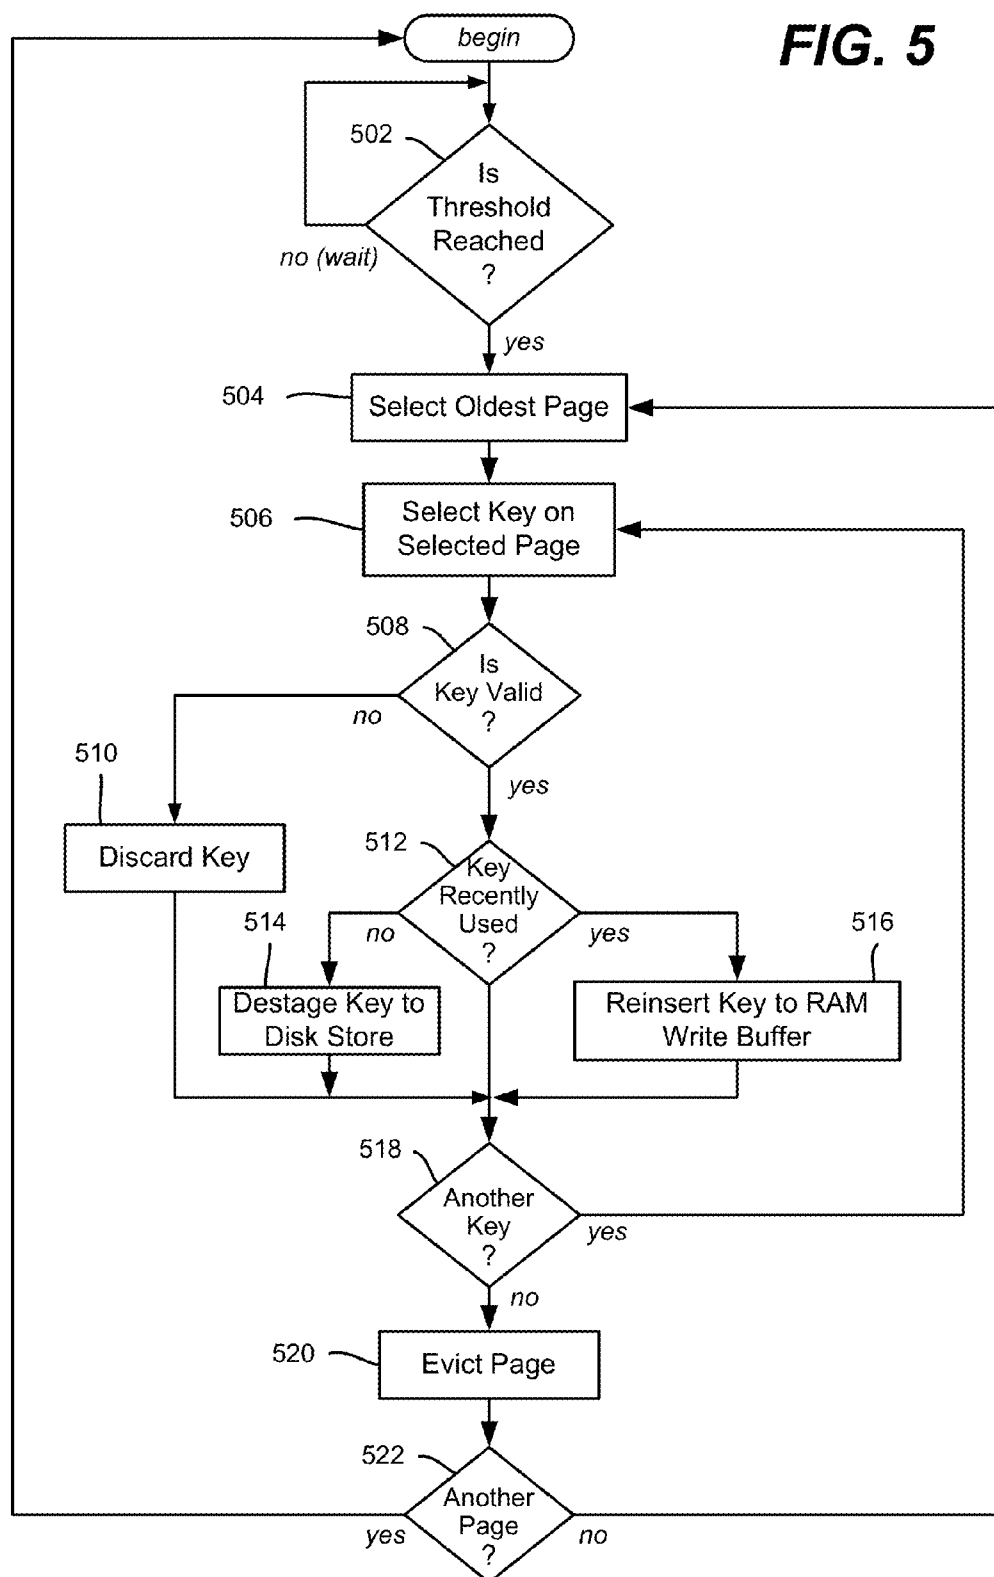 FIG. 5
begin
502
Is
Threshold
Reached
?
no (wait)
yes
504
Select Oldest Page
506
Select Key on
Selected Page
508
Is
Key Valid
?
no
yes
510
Discard Key
512
Key
Recently
Used
?
no
yes
514
Destage Key to
Disk Store
516
Reinsert Key to RAM
Write Buffer
518
Another
Key
?
yes
no
520
Evict Page
522
Another
Page
?
yes
no